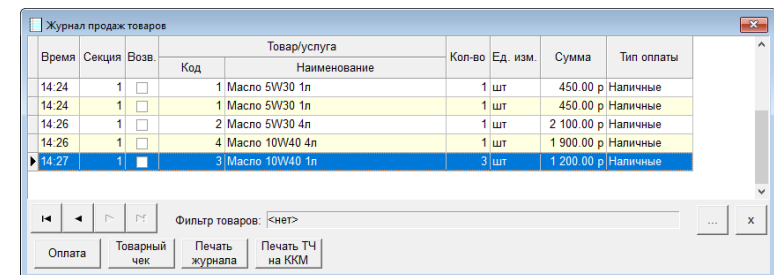 Журнал продаж товаров
Время Секция Возв. Товар/услуга Кол-во Ед. изм. Сумма Тип оплаты
Код Наименование
14:24 1 1 Масло 5W30 1л 1 шт 450.00 р Наличные
14:24 1 1 Масло 5W30 1л 1 шт 450.00 р Наличные
14:26 1 2 Масло 5W30 4л 1 шт 2 100.00 р Наличные
14:26 1 4 Масло 10W40 4л 1 шт 1 900.00 р Наличные
14:27 1 3 Масло 10W40 1л 3 шт 1 200.00 р Наличные
Фильтр товаров: <нет> ... x
Оплата Товарный чек Печать журнала Печать ТЧ на ККМ